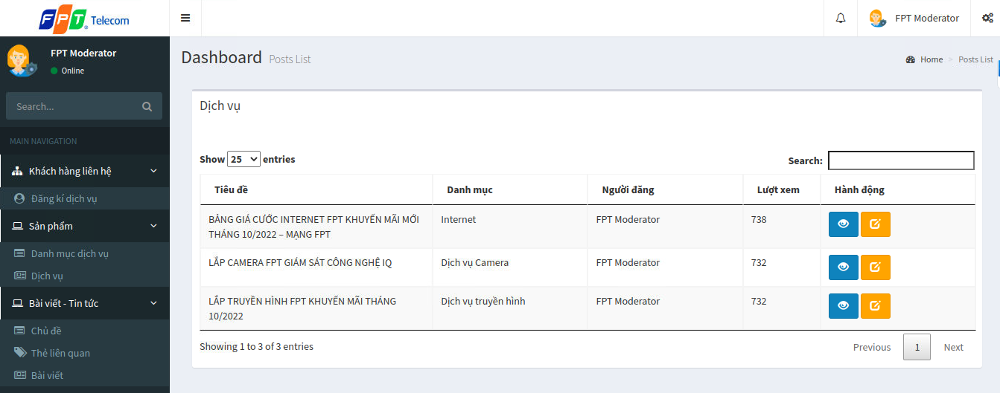 FPT Telecom
FPT Moderator
FPT Moderator
Online
Search...
MAIN NAVIGATION
Khách hàng liên hệ
Đăng kí dịch vụ
Sản phẩm
Danh mục dịch vụ
Dịch vụ
Bài viết - Tin tức
Chủ đề
Thẻ liên quan
Bài viết
Dashboard Posts List
Home > Posts List
Dịch vụ
Show 25 entries
Search:
Tiêu đề Danh mục Người đăng Lượt xem Hành động
BẢNG GIÁ CƯỚC INTERNET FPT KHUYẾN MÃI MỚI Internet FPT Moderator 738
THÁNG 10/2022 – MẠNG FPT
LẮP CAMERA FPT GIÁM SÁT CÔNG NGHỆ IQ Dịch vụ Camera FPT Moderator 732
LẮP TRUYỀN HÌNH FPT KHUYẾN MÃI THÁNG Dịch vụ truyền hình FPT Moderator 732
10/2022
Showing 1 to 3 of 3 entries
Previous 1 Next